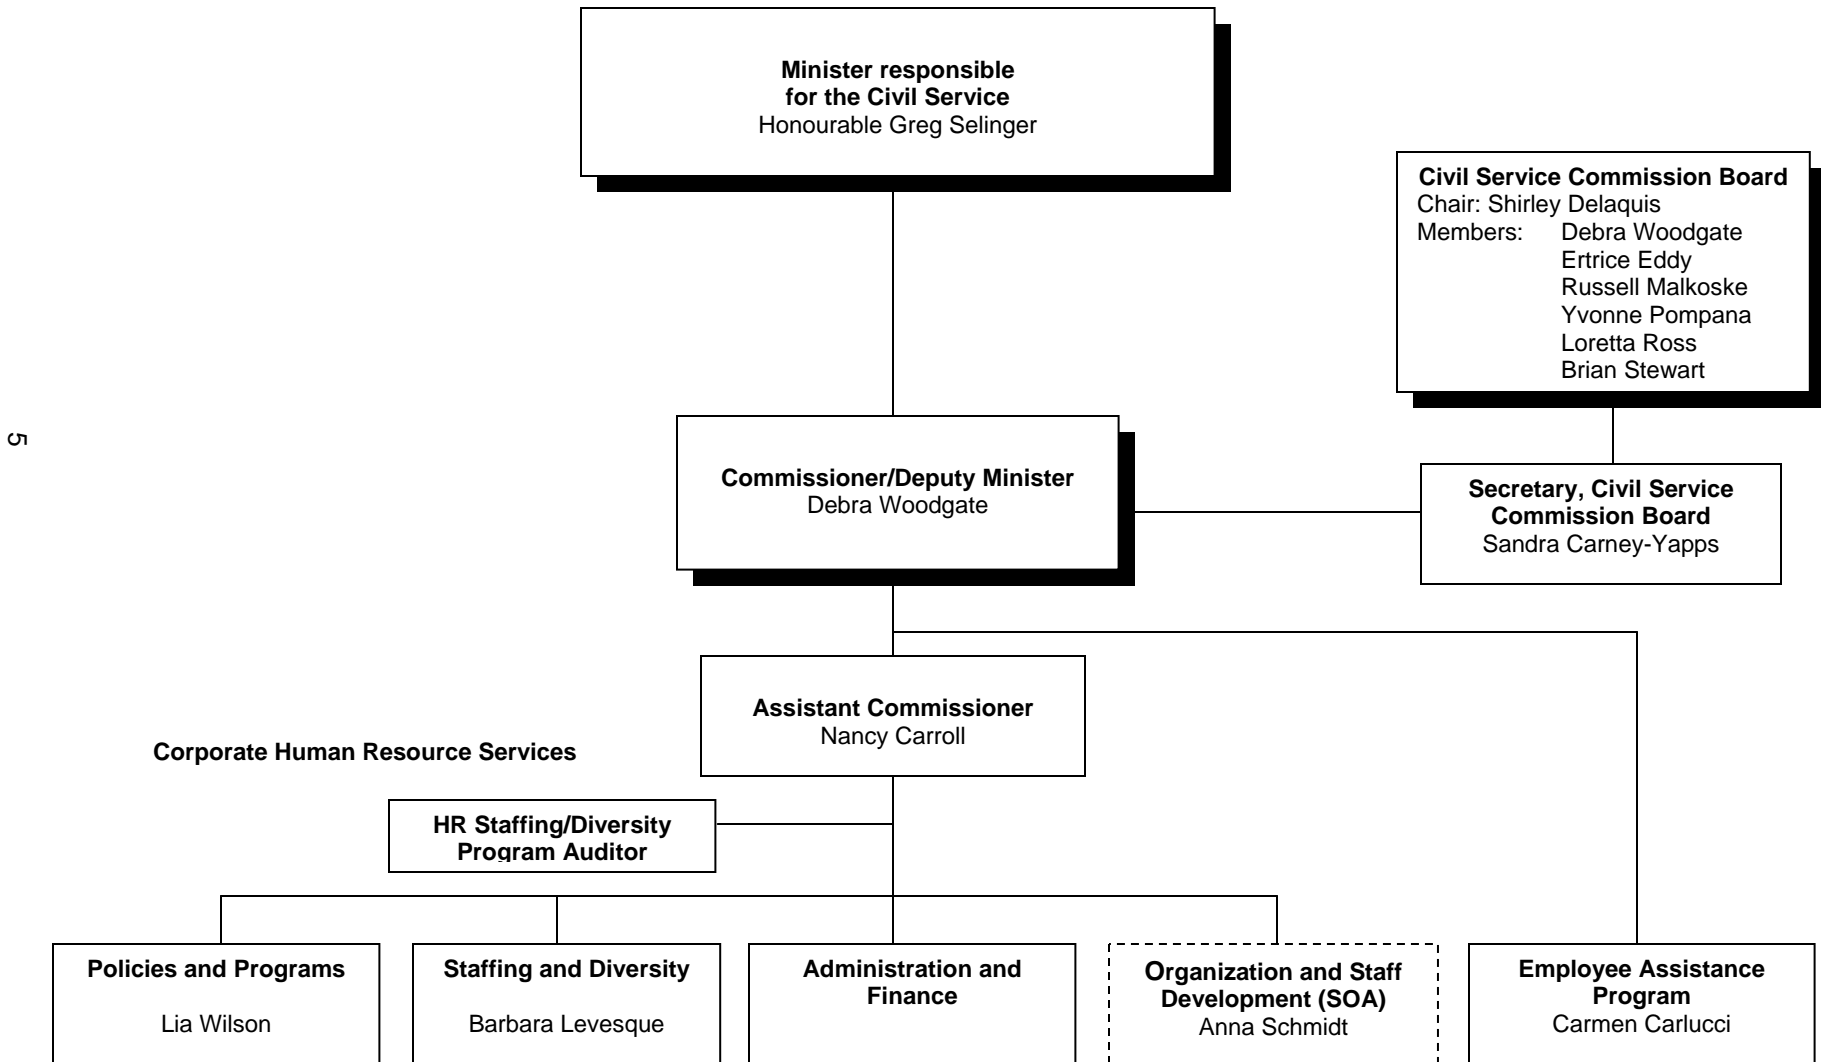 Minister responsible
for the Civil Service
Honourable Greg Selinger
Civil Service Commission Board
Chair: Shirley Delaquis
Members: Debra Woodgate
Ertrice Eddy
Russell Malkoske
Yvonne Pompana
Loretta Ross
Brian Stewart
5
Commissioner/Deputy Minister
Debra Woodgate
Secretary, Civil Service
Commission Board
Sandra Carney-Yapps
Assistant Commissioner
Nancy Carroll
Corporate Human Resource Services
HR Staffing/Diversity
Program Auditor
Policies and Programs
Lia Wilson
Staffing and Diversity
Barbara Levesque
Administration and
Finance
Organization and Staff
Development (SOA)
Anna Schmidt
Employee Assistance
Program
Carmen Carlucci